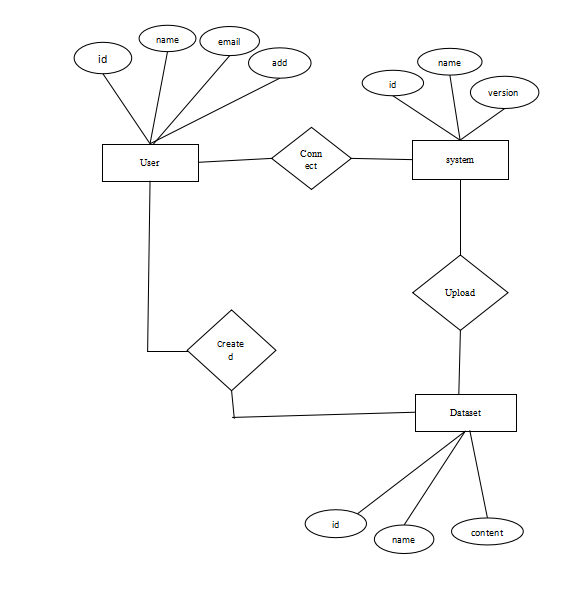 id
name
email
add
id
name
version
User
Conn
ect
system
Upload
Create
d
Dataset
id
name
content